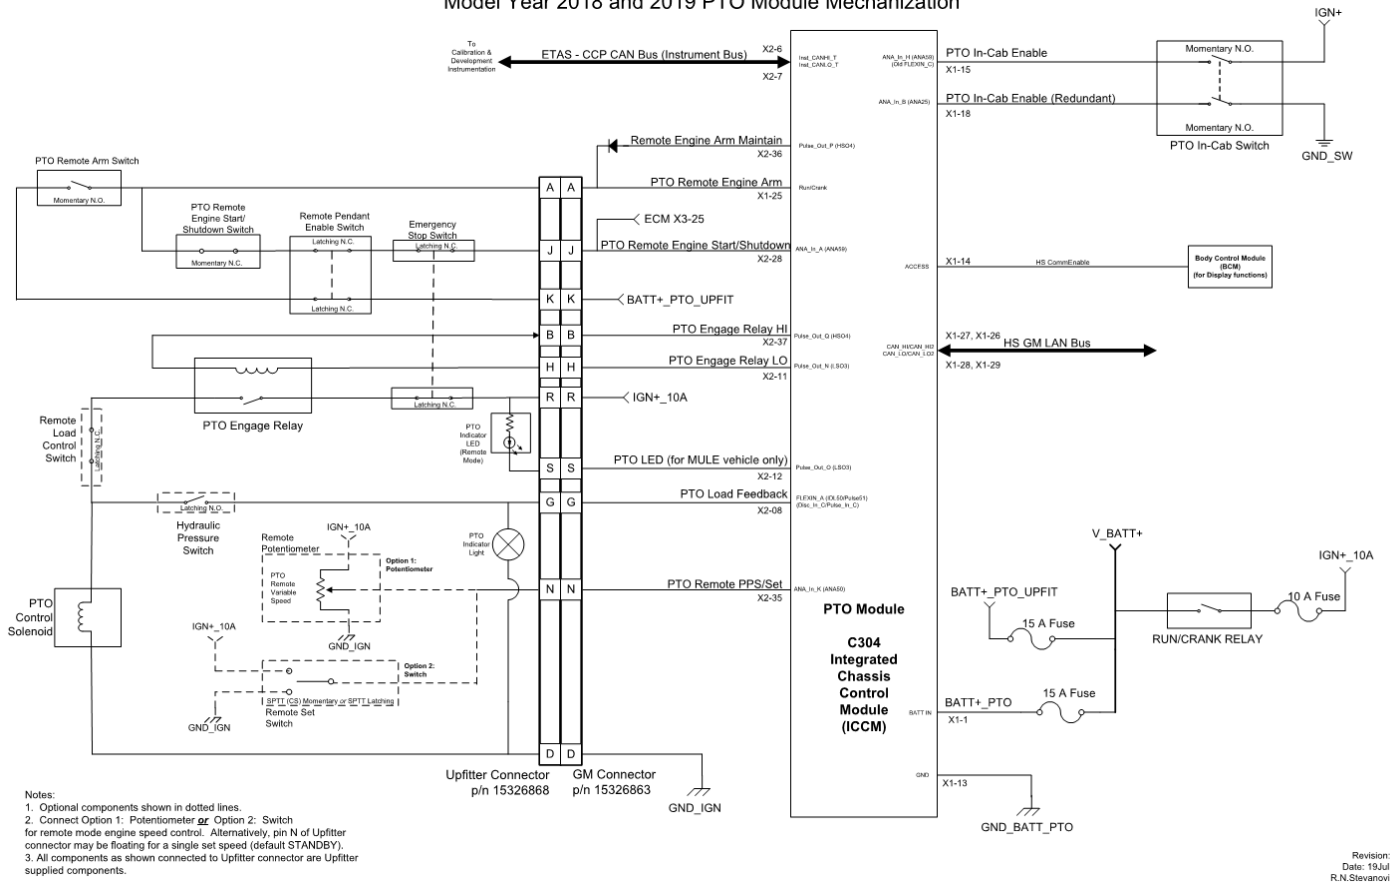 Model Year 2018 and 2019 PTO Module Mechanization
IGN+
To
Calibration &
Development
Instrumentation
ETAS - CCP CAN Bus (Instrument Bus)
X2-6
X2-7
Inst_CANHI_T
Inst_CANLO_T
ANA_In_H (ANA58)
(Old FLEXIN_C)
PTO In-Cab Enable
X1-15
Momentary N.O.
ANA_In_B (ANA25)
PTO In-Cab Enable (Redundant)
X1-18
Momentary N.O.
PTO In-Cab Switch
GND_SW
Remote Engine Arm Maintain
X2-36
Pulse_Out_P (HSO4)
PTO Remote Arm Switch
Momentary N.O.
A A
PTO Remote Engine Arm
X1-25
Run/Crank
PTO Remote
Engine Start/
Shutdown Switch
Momentary N.C.
Remote Pendant
Enable Switch
Latching N.C.
Latching N.C.
Emergency
Stop Switch
Latching N.C.
ECM X3-25
J J
PTO Remote Engine Start/Shutdown
X2-28
ANA_In_A (ANA59)
ACCESS
X1-14
HS CommEnable
Body Control Module
(BCM)
(for Display functions)
K K
BATT+_PTO_UPFIT
B B
PTO Engage Relay HI
X2-37
Pulse_Out_Q (HSO4)
CAN_HI/CAN_HI2
CAN_LO/CAN_LO2
X1-27, X1-26
HS GM LAN Bus
X1-28, X1-29
H H
PTO Engage Relay LO
X2-11
Pulse_Out_N (LSO3)
PTO Engage Relay
Latching N.C.
R R
IGN+_10A
Remote
Load
Control
Switch
Latching N.C.
PTO
Indicator
LED
(Remote
Mode)
S S
PTO LED (for MULE vehicle only)
X2-12
Pulse_Out_O (LSO3)
G G
PTO Load Feedback
X2-08
FLEXIN_A (IDL50/Pulse51)
(Disc_In_C/Pulse_In_C)
Latching N.O.
Hydraulic
Pressure
Switch
PTO
Indicator
Light
Remote
Potentiometer
IGN+_10A
Option 1:
Potentiometer
PTO
Remote
Variable
Speed
GND_IGN
N N
PTO Remote PPS/Set
X2-35
ANA_In_K (ANA50)
PTO
Control
Solenoid
IGN+_10A
Option 2:
Switch
SPTT (CS) Momentary or SPTT Latching
Remote Set
Switch
GND_IGN
PTO Module
C304
Integrated
Chassis
Control
Module
(ICCM)
V_BATT+
BATT+_PTO_UPFIT
15 A Fuse
IGN+_10A
10 A Fuse
RUN/CRANK RELAY
BATT IN
BATT+_PTO
X1-1
15 A Fuse
D D
Upfitter Connector
p/n 15326868
GM Connector
p/n 15326863
GND_IGN
GND
X1-13
GND_BATT_PTO
Notes:
1. Optional components shown in dotted lines.
2. Connect Option 1: Potentiometer or Option 2: Switch
for remote mode engine speed control. Alternatively, pin N of Upfitter
connector may be floating for a single set speed (default STANDBY).
3. All components as shown connected to Upfitter connector are Upfitter
supplied components.
Revision:
Date: 19Jul
R.N.Stevanovi